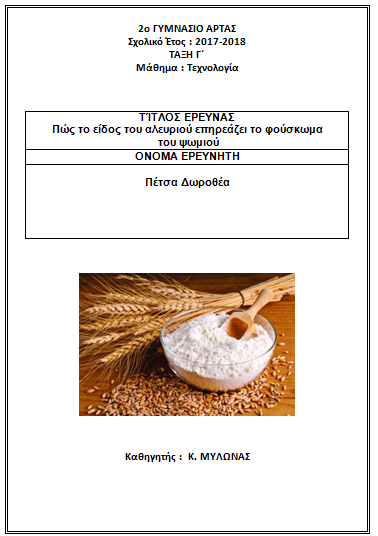 2ο ΓΥΜΝΑΣΙΟ ΑΡΤΑΣ
Σχολικό Έτος : 2017-2018
ΤΑΞΗ Γ΄
Μάθημα : Τεχνολογία
ΤΊΤΛΟΣ ΕΡΕΥΝΑΣ
Πώς το είδος του αλευριού επηρεάζει το φούσκωμα
του ψωμιού
ΟΝΟΜΑ ΕΡΕΥΝΗΤΗ
Πέτσα Δωροθέα
Καθηγητής : Κ. ΜΥΛΩΝΑΣ